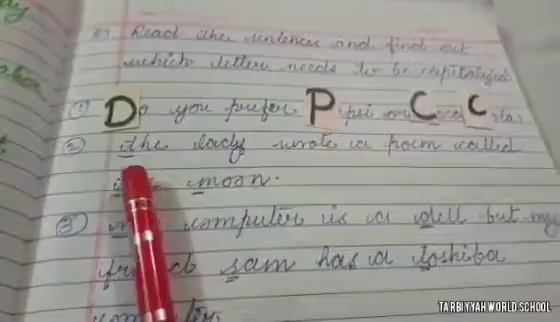 Read the sentences and find out
which letter needs to be capitalized
① Do you prefer Pepsi or Coca Cola
② the lady wrote a poem called
moon.
③ computer is a dell but my
sam has a toshiba
TARBIYYAH WORLD SCHOOL